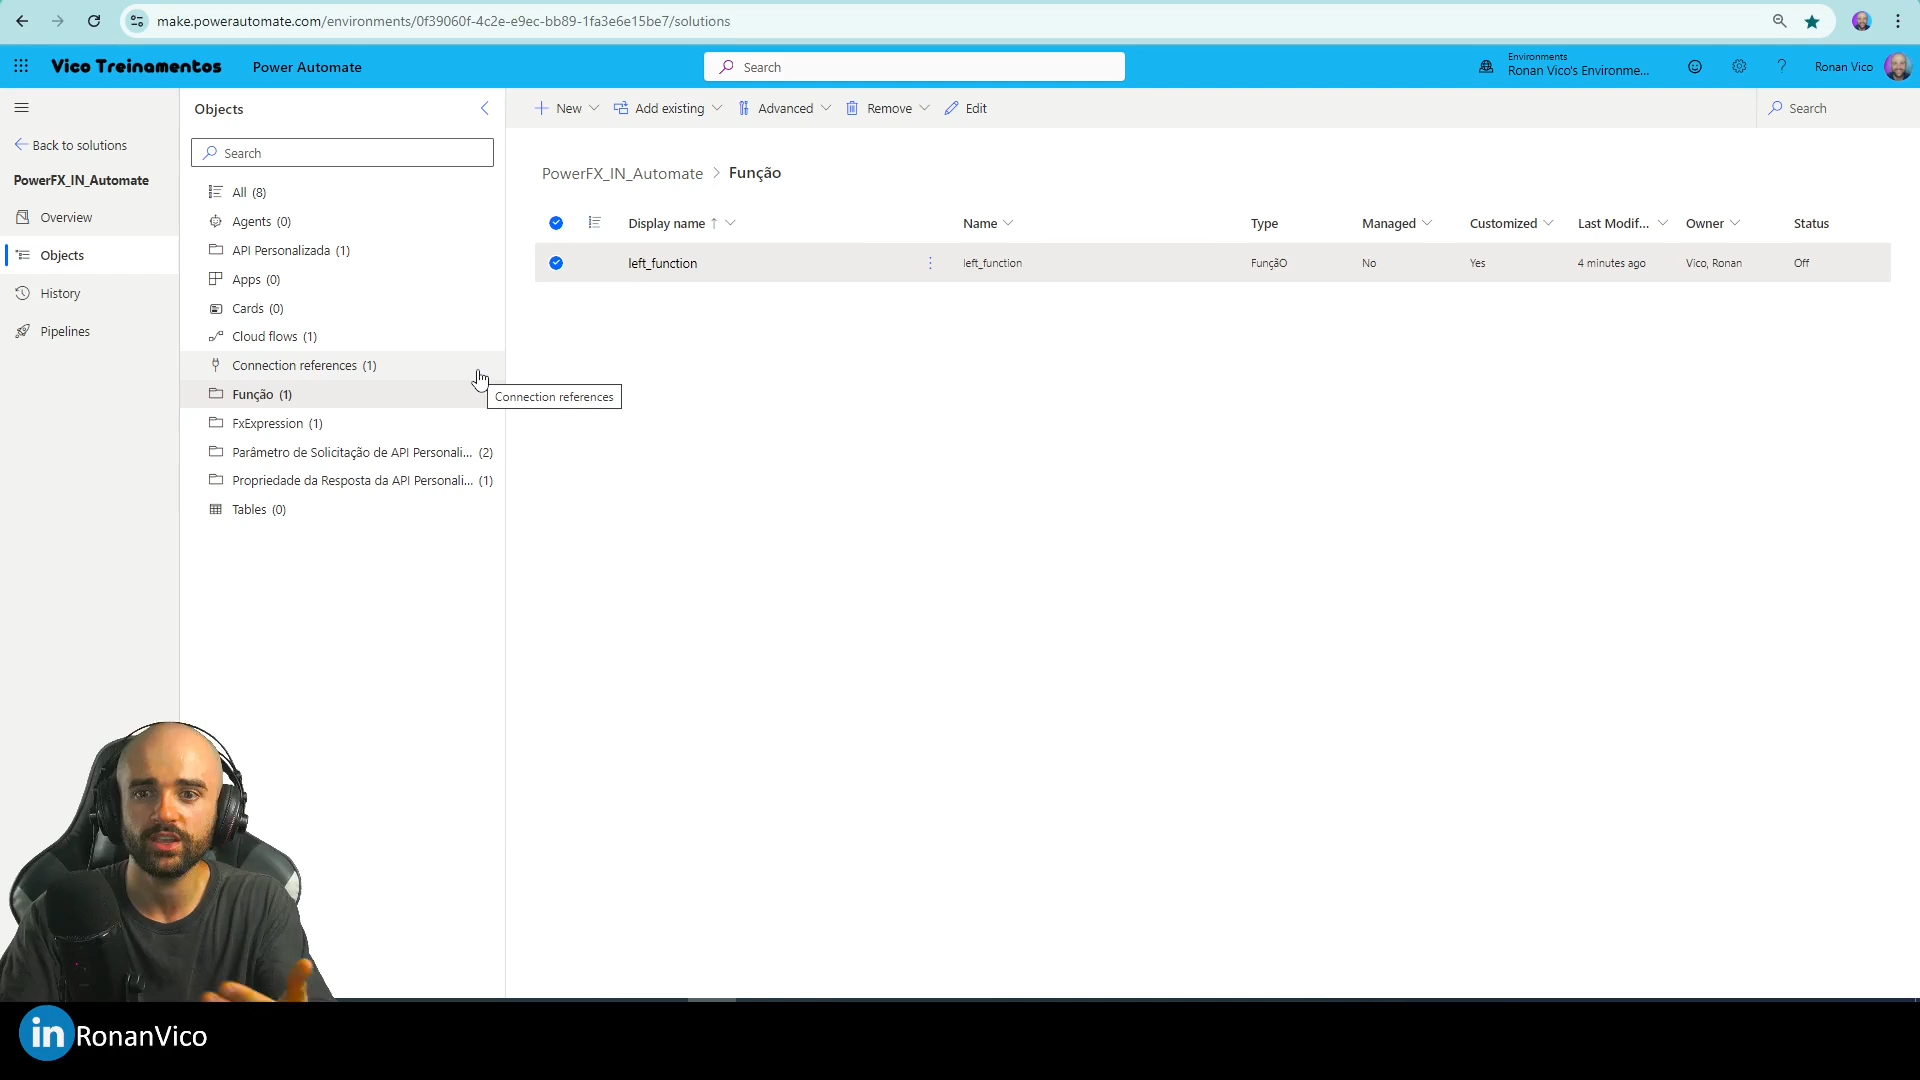 make.powerautomate.com/environments/0f39060f-4c2e-e9ec-bb89-1fa3e6e15be7/solutions
Vico Treinamentos
Power Automate
Search
Environments
Ronan Vico's Environme...
Ronan Vico
Back to solutions
PowerFX_IN_Automate
Overview
Objects
History
Pipelines
Objects
Search
All (8)
Agents (0)
API Personalizada (1)
Apps (0)
Cards (0)
Cloud flows (1)
Connection references (1)
Função (1)
FxExpression (1)
Parâmetro de Solicitação de API Personali... (2)
Propriedade da Resposta da API Personali... (1)
Tables (0)
Connection references
New Add existing Advanced Remove Edit
Search
PowerFX_IN_Automate > Função
Display name Name Type Managed Customized Last Modif... Owner Status
left_function left_function FunçãO No Yes 4 minutes ago Vico, Ronan Off
in RonanVico